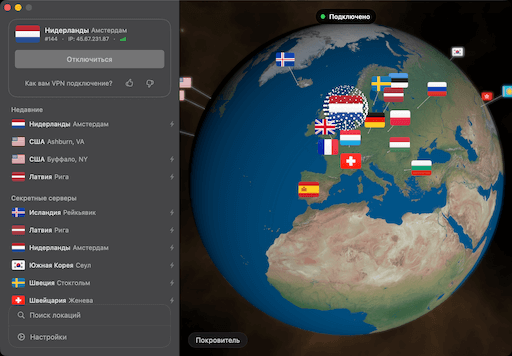 Подключено
Нидерланды Амстердам
#144 • IP: 45.67.231.87 •
Отключиться
Как вам VPN подключение?
Недавние
Нидерланды Амстердам
США Ashburn, VA
США Буффало, NY
Латвия Рига
Секретные серверы
Исландия Рейкьявик
Латвия Рига
Нидерланды Амстердам
Южная Корея Сеул
Швеция Стокгольм
Швейцария Женева
Поиск локаций
Настройки
Покровитель